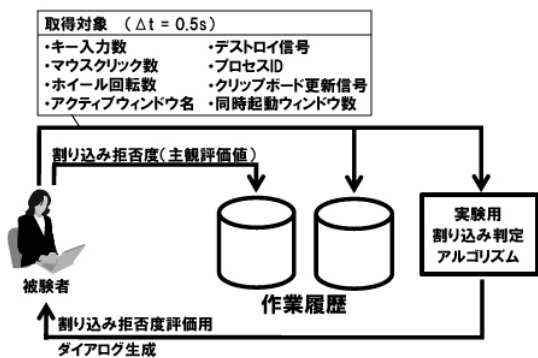 取得対象 (Δt = 0.5s)
・キー入力数 ・デストロイ信号
・マウスクリック数 ・プロセスID
・ホイール回転数 ・クリップボード更新信号
・アクティブウィンドウ名 ・同時起動ウィンドウ数
割り込み拒否度(主観評価値)
実験用
割り込み判定
アルゴリズム
被験者
作業履歴
割り込み拒否度評価用
ダイアログ生成